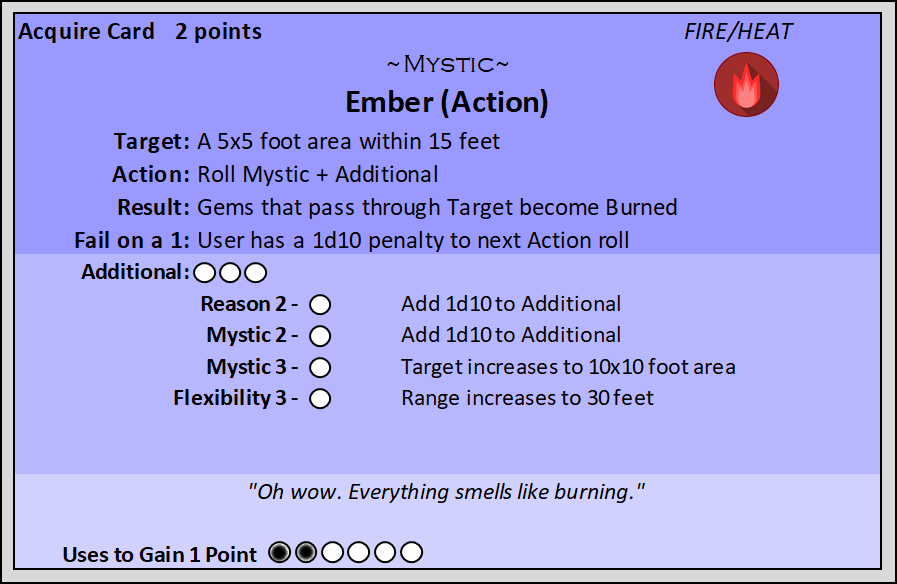 Acquire Card 2 points FIRE/HEAT
~Mystic~
Ember (Action)
Target: A 5x5 foot area within 15 feet
Action: Roll Mystic + Additional
Result: Gems that pass through Target become Burned
Fail on a 1: User has a 1d10 penalty to next Action roll
Additional:
Reason 2 - Add 1d10 to Additional
Mystic 2 - Add 1d10 to Additional
Mystic 3 - Target increases to 10x10 foot area
Flexibility 3 - Range increases to 30 feet
"Oh wow. Everything smells like burning."
Uses to Gain 1 Point